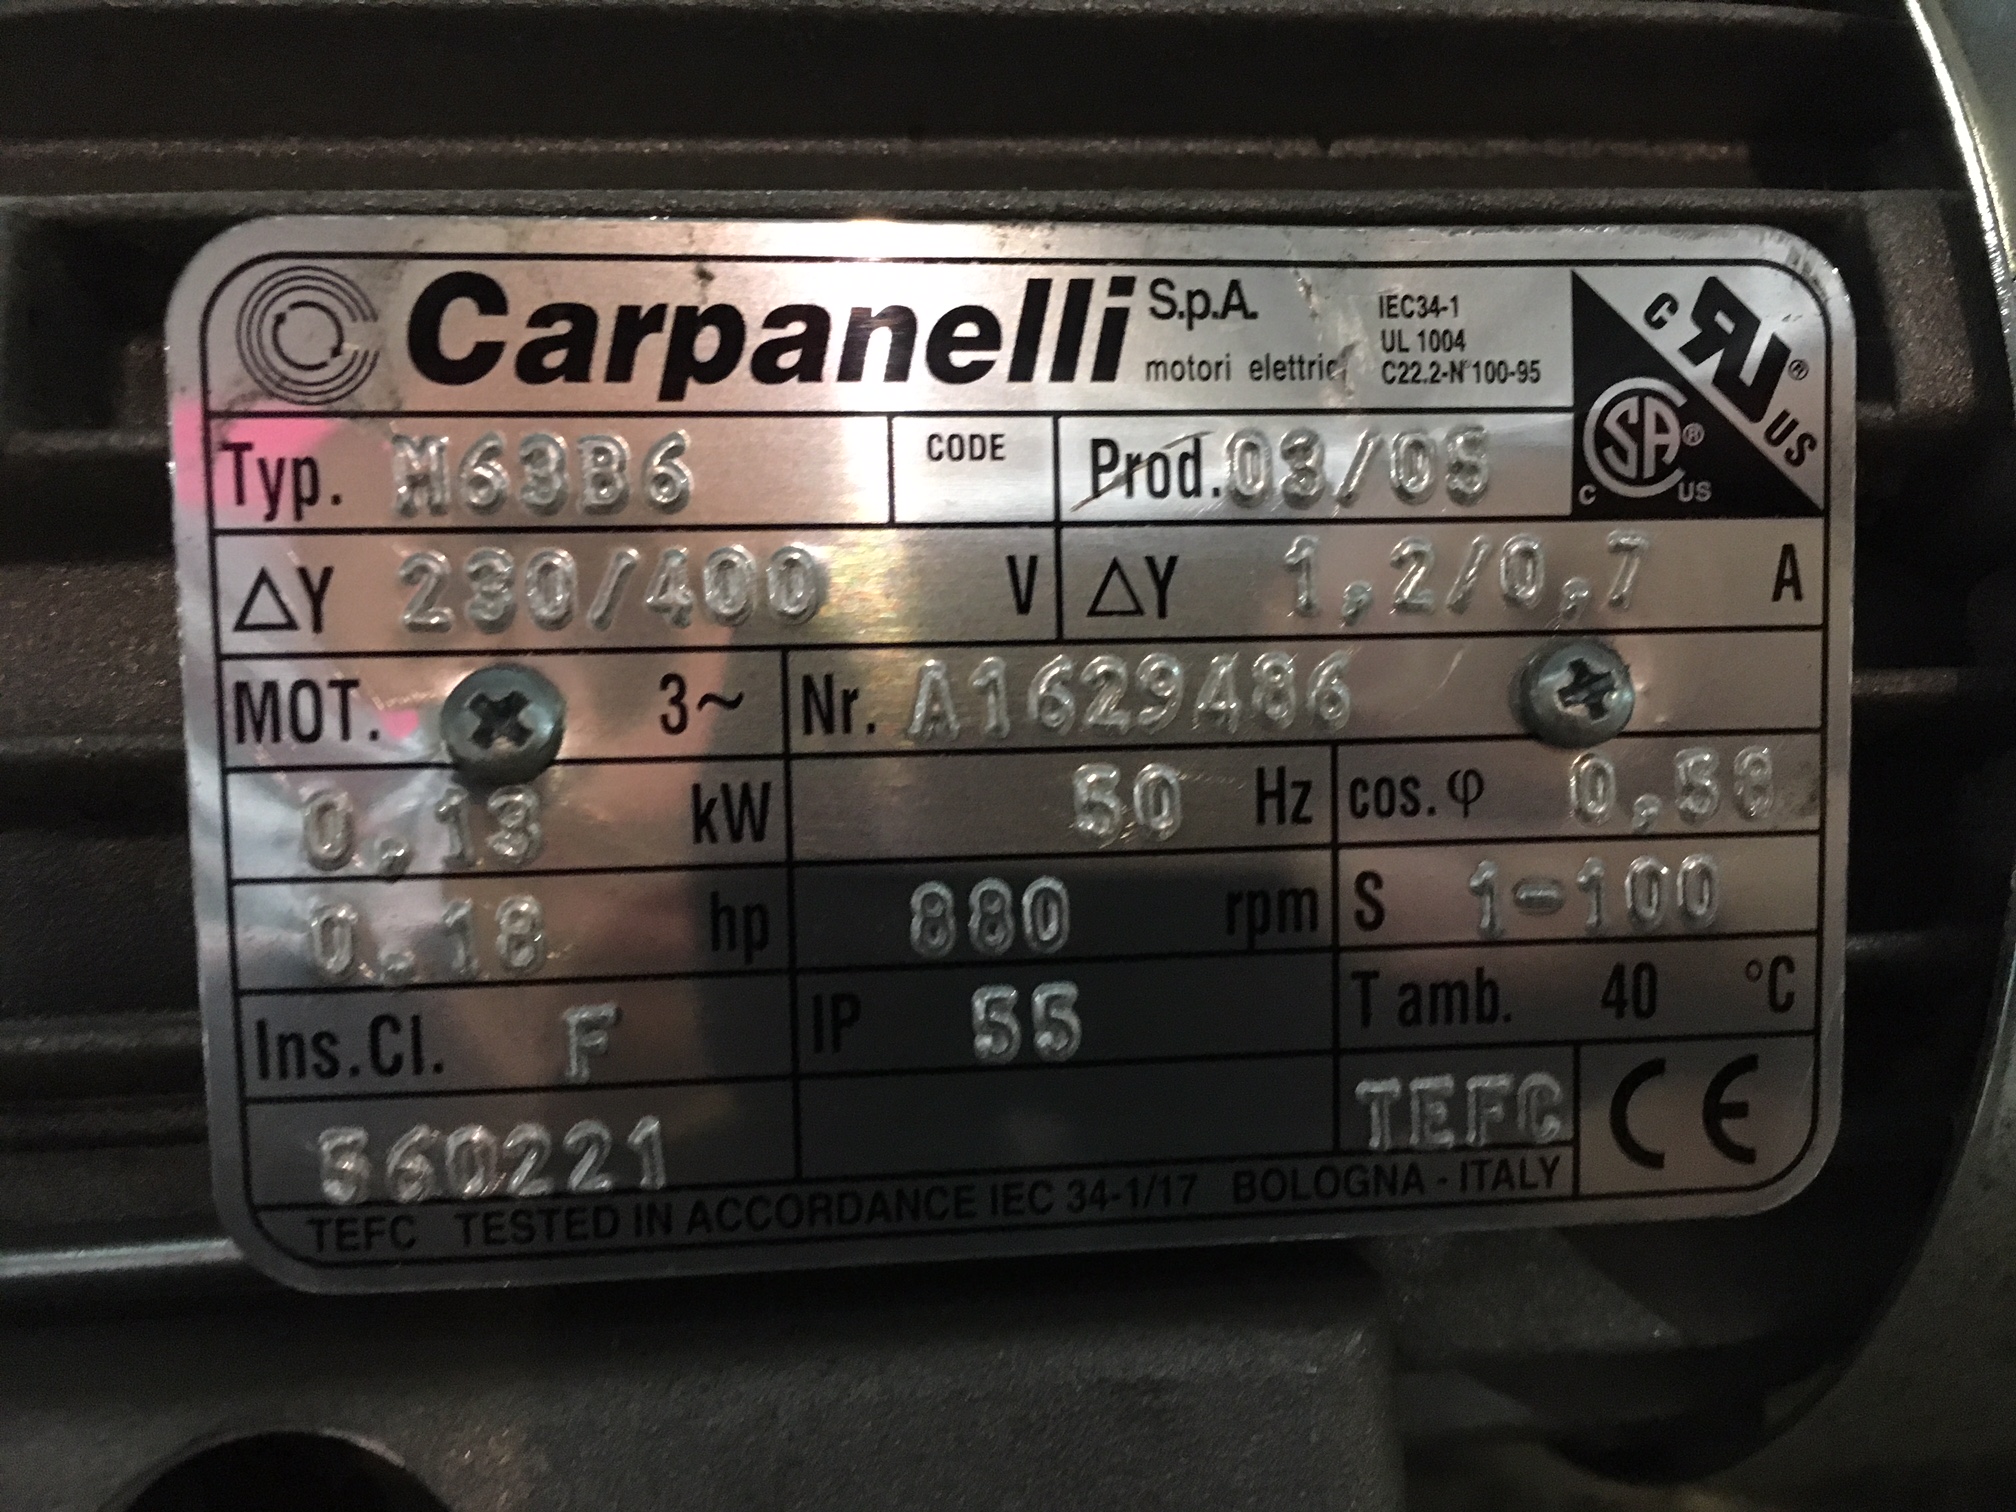 Carpanelli S.p.A.
motori elettrici
IEC34-1
UL 1004
C22.2-N°100-95
C RU® US
CSA® C US
Typ. M63B6 CODE Prod. 03/08
ΔY 230/400 V ΔY 1,2/0,7 A
MOT. 3~ Nr. A1629486
0,13 kW 50 Hz cos.φ 0,58
0.18 hp 880 rpm S 1-100
Ins.Cl. F IP 55 T amb. 40 °C
560221 TEFC CE
TEFC TESTED IN ACCORDANCE IEC 34-1/17 BOLOGNA - ITALY